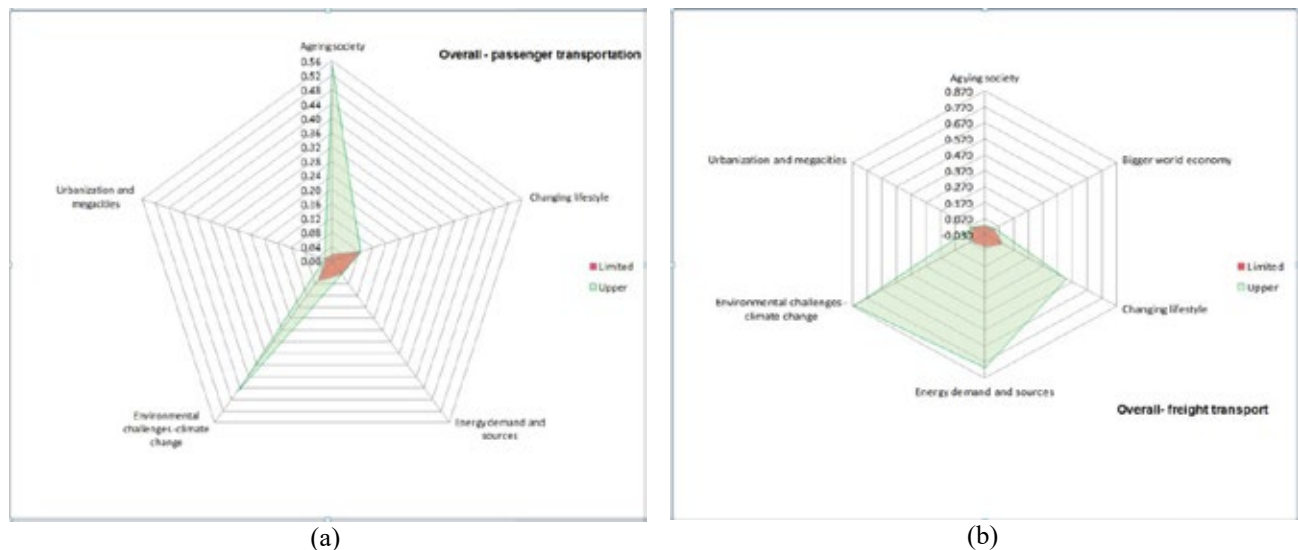 Ageing society
Overall - passenger transportation
0.56
0.52
0.48
0.44
0.40
0.36
0.32
0.28
0.24
0.20
0.16
0.12
0.08
0.04
0.00
Urbanization and
megacities
Changing lifestyle
Limited
Upper
Environmental
challenges-climate
change
Energy demand and
sources
(a)
Agying society
0.870
0.770
0.670
0.570
0.470
0.370
0.270
0.170
0.070
-0.030
Urbanization and megacities
Bigger world economy
Limited
Upper
Environmental challenges -
climate change
Changing lifestyle
Energy demand and sources
Overall- freight transport
(b)